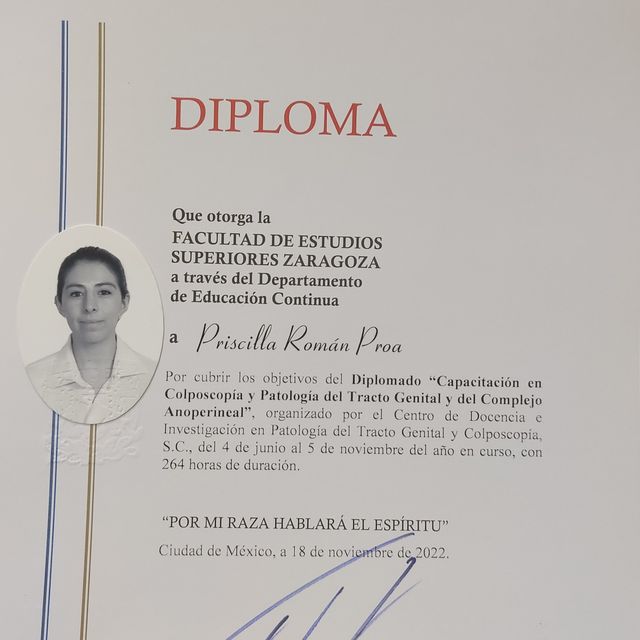 DIPLOMA
Que otorga la
FACULTAD DE ESTUDIOS
SUPERIORES ZARAGOZA
a través del Departamento
de Educación Continua
a Priscilla Román Proa
Por cubrir los objetivos del Diplomado “Capacitación en
Colposcopía y Patología del Tracto Genital y del Complejo
Anoperineal”, organizado por el Centro de Docencia e
Investigación en Patología del Tracto Genital y Colposcopía,
S.C., del 4 de junio al 5 de noviembre del año en curso, con
264 horas de duración.
“POR MI RAZA HABLARÁ EL ESPÍRITU”
Ciudad de México, a 18 de noviembre de 2022.